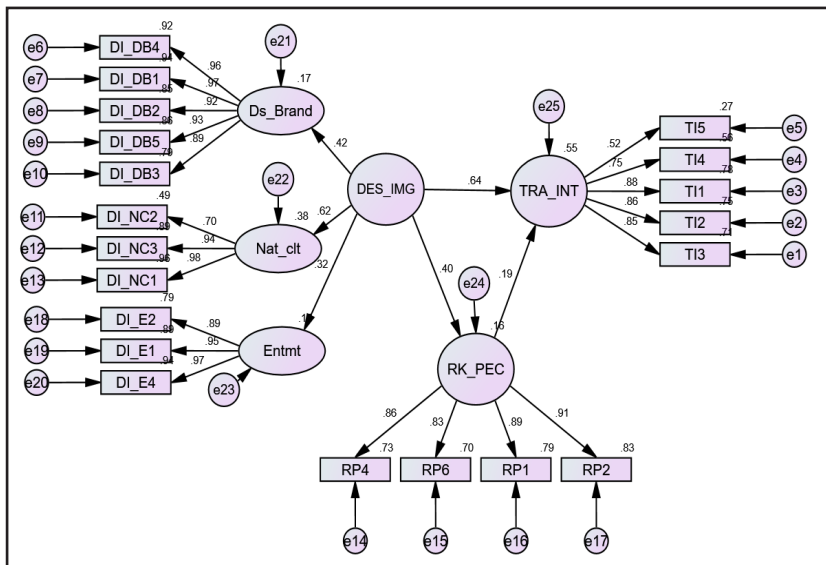 .92
e6 DI_DB4 e21
.94
.96 .17
e7 DI_DB1 .97
.85
e8 DI_DB2 .92 Ds_Brand
.86
e9 DI_DB5 .93
.79 .89
e10 DI_DB3
.42
e25
.27
.55 .52 TI5 e5
.56
.75 TI4 e4
.78
DES_IMG .64 TRA_INT .88 TI1 e3
.75
.86 TI2 e2
.71
.85 TI3 e1
e22
.49 .38 .62
e11 DI_NC2 .70
.89
e12 DI_NC3 .94 Nat_clt
.96
e13 DI_NC1 .98
.32 .40 .19
.79 e24
e18 DI_E2 .89 .16
.89
e19 DI_E1 .95 Entmt
.94
e20 DI_E4 .97
e23 RK_PEC
.86 .83 .89 .91
.73 .70 .79 .83
RP4 RP6 RP1 RP2
e14 e15 e16 e17